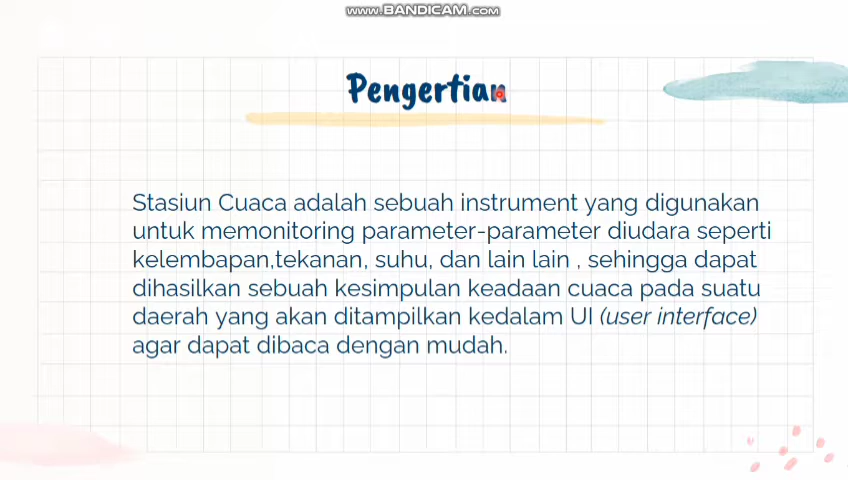 www.BANDICAM.com
Pengertian
Stasiun Cuaca adalah sebuah instrument yang digunakan
untuk memonitoring parameter-parameter diudara seperti
kelembapan,tekanan, suhu, dan lain lain , sehingga dapat
dihasilkan sebuah kesimpulan keadaan cuaca pada suatu
daerah yang akan ditampilkan kedalam UI (user interface)
agar dapat dibaca dengan mudah.